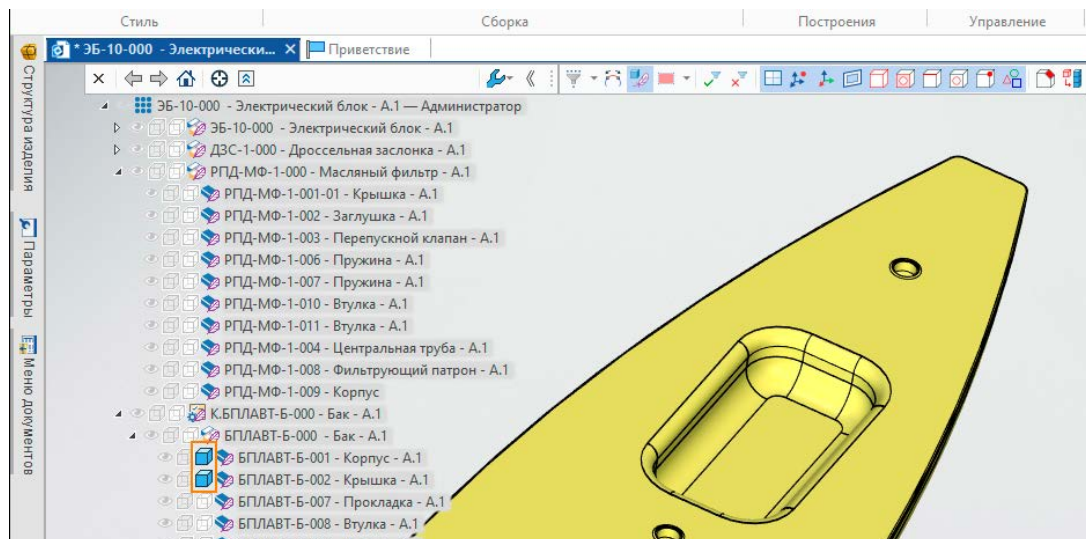 Стиль Сборка Построения Управление
* ЭБ-10-000 - Электрически... Приветствие
Структура изделия
Параметры
Меню документов
ЭБ-10-000 - Электрический блок - А.1 — Администратор
ЭБ-10-000 - Электрический блок - А.1
ДЗС-1-000 - Дроссельная заслонка - А.1
РПД-МФ-1-000 - Масляный фильтр - А.1
РПД-МФ-1-001-01 - Крышка - А.1
РПД-МФ-1-002 - Заглушка - А.1
РПД-МФ-1-003 - Перепускной клапан - А.1
РПД-МФ-1-006 - Пружина - А.1
РПД-МФ-1-007 - Пружина - А.1
РПД-МФ-1-010 - Втулка - А.1
РПД-МФ-1-011 - Втулка - А.1
РПД-МФ-1-004 - Центральная труба - А.1
РПД-МФ-1-008 - Фильтрующий патрон - А.1
РПД-МФ-1-009 - Корпус
К.БПЛАВТ-Б-000 - Бак - А.1
БПЛАВТ-Б-000 - Бак - А.1
БПЛАВТ-Б-001 - Корпус - А.1
БПЛАВТ-Б-002 - Крышка - А.1
БПЛАВТ-Б-007 - Прокладка - А.1
БПЛАВТ-Б-008 - Втулка - А.1